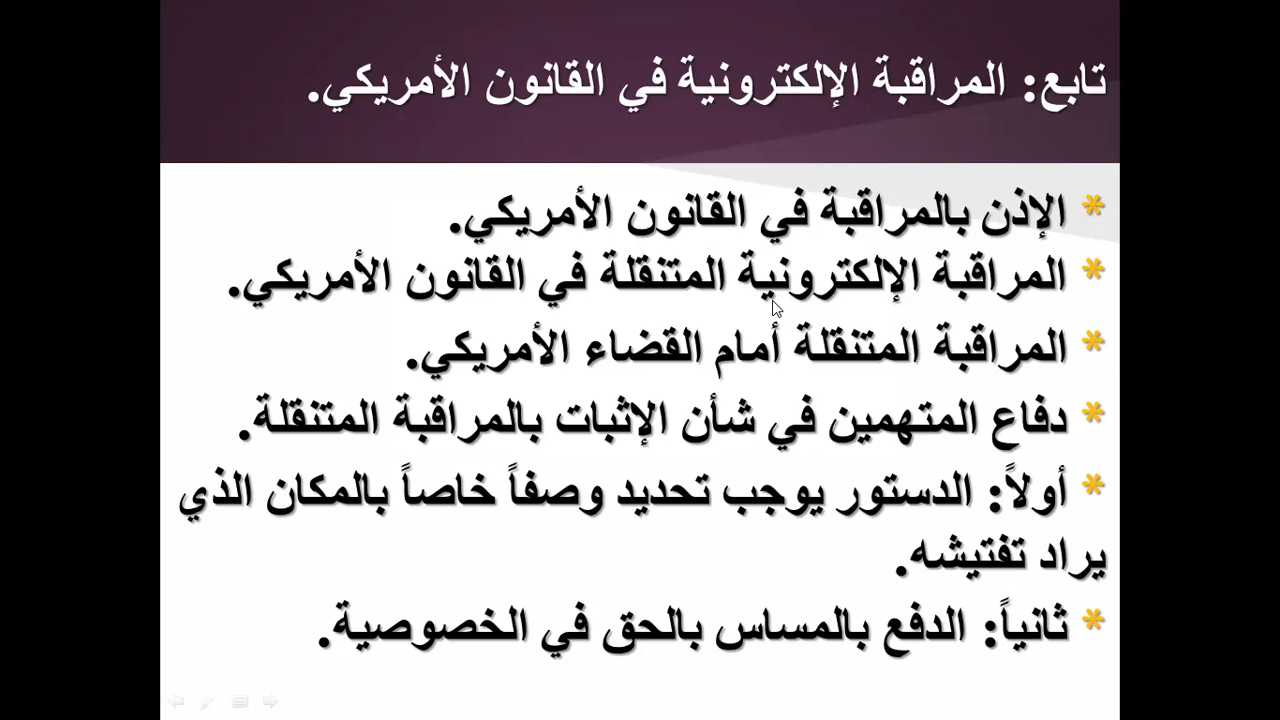 تابع: المراقبة الإلكترونية في القانون الأمريكي.
* الإذن بالمراقبة في القانون الأمريكي.
* المراقبة الإلكترونية المتنقلة في القانون الأمريكي.
* المراقبة المتنقلة أمام القضاء الأمريكي.
* دفاع المتهمين في شأن الإثبات بالمراقبة المتنقلة.
* أولاً: الدستور يوجب تحديد وصفاً خاصاً بالمكان الذي
يراد تفتيشه.
* ثانياً: الدفع بالمساس بالحق في الخصوصية.